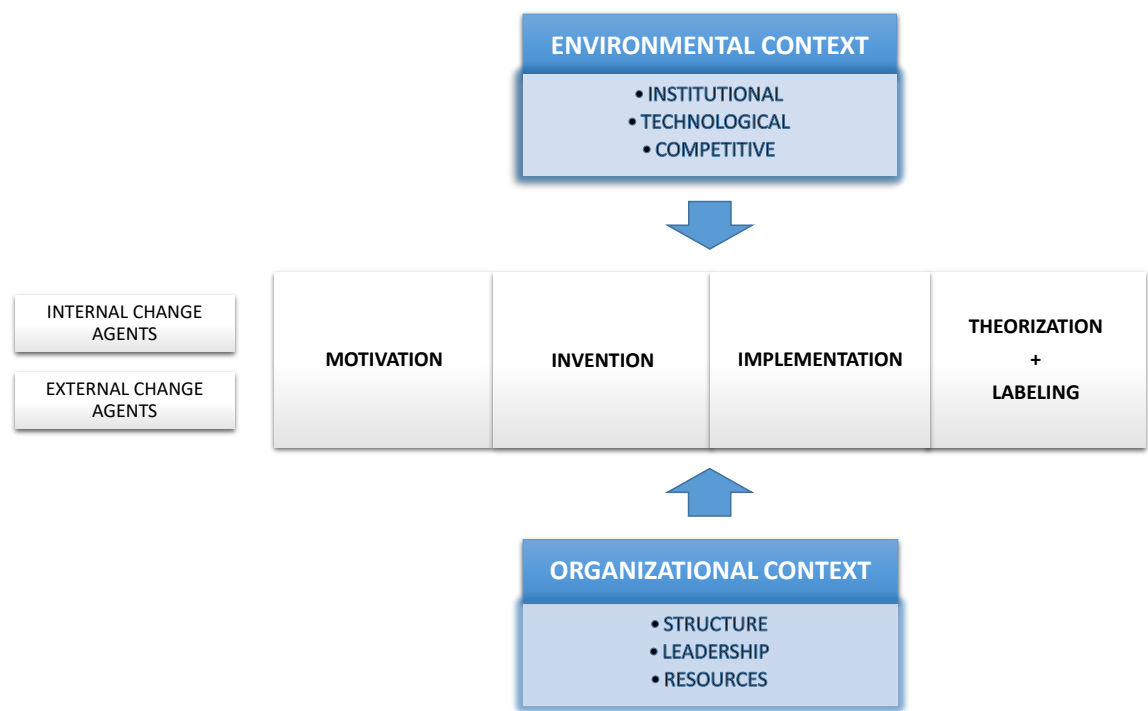 ENVIRONMENTAL CONTEXT
• INSTITUTIONAL
• TECHNOLOGICAL
• COMPETITIVE
INTERNAL CHANGE
AGENTS
EXTERNAL CHANGE
AGENTS
MOTIVATION
INVENTION
IMPLEMENTATION
THEORIZATION
+
LABELING
ORGANIZATIONAL CONTEXT
• STRUCTURE
• LEADERSHIP
• RESOURCES